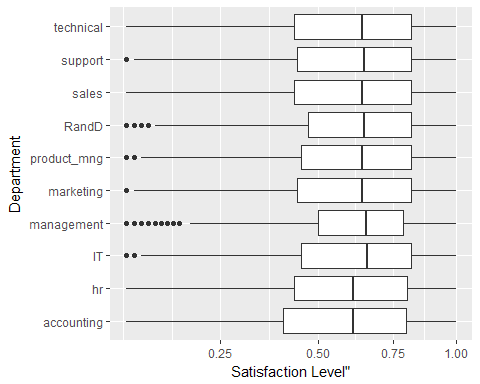 technical
support
sales
RandD
product_mng
marketing
management
IT
hr
accounting
Department
0.25 0.50 0.75 1.00
Satisfaction Level"